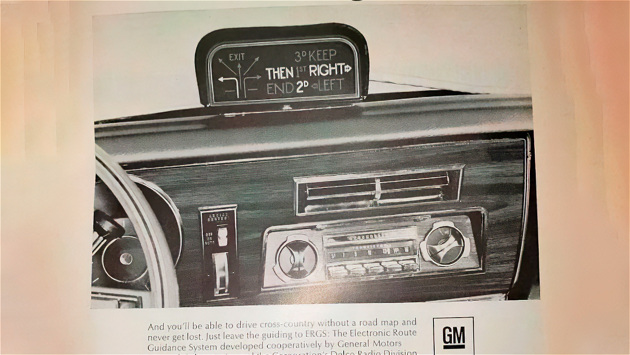 EXIT 3D KEEP
THEN 1ST RIGHT
END 2D LEFT
And you'll be able to drive cross-country without a road map and
never get lost. Just leave the guiding to ERGS: The Electronic Route
Guidance System developed cooperatively by General Motors
Corporation's Delco Radio Division
GM